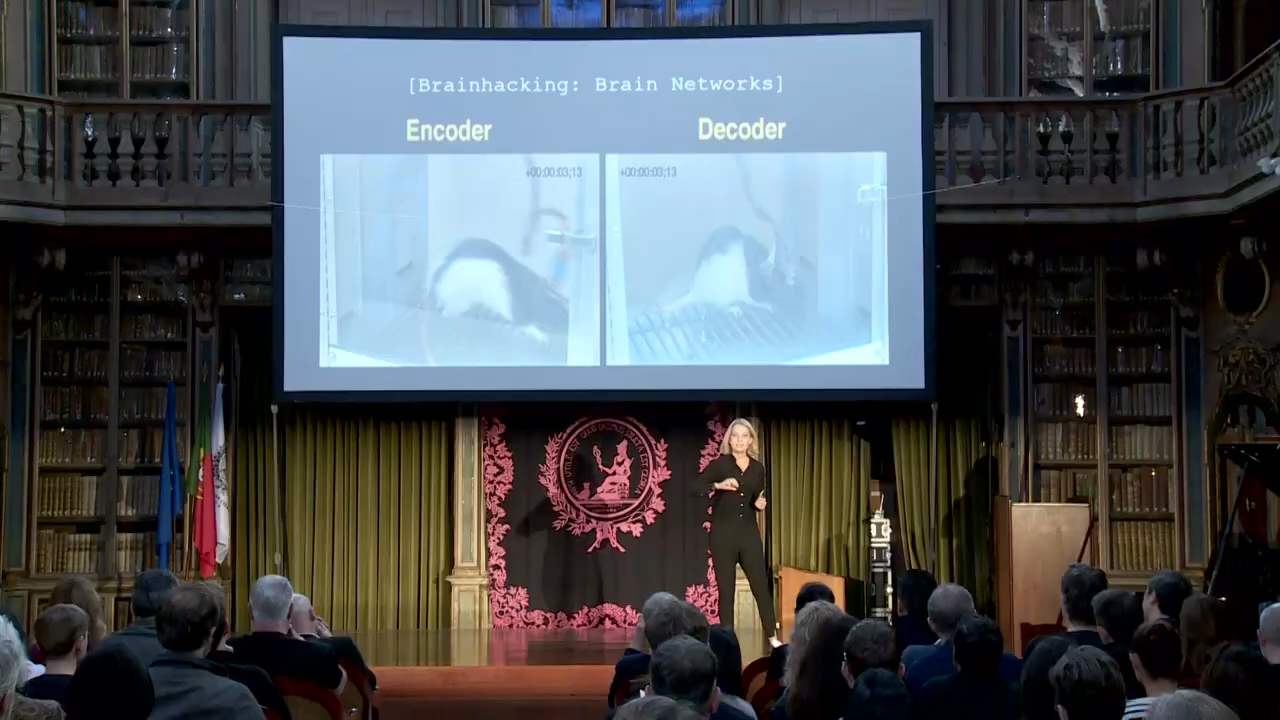 [Brainhacking: Brain Networks]
Encoder
Decoder
+00:00:03;13
+00:00:03;13